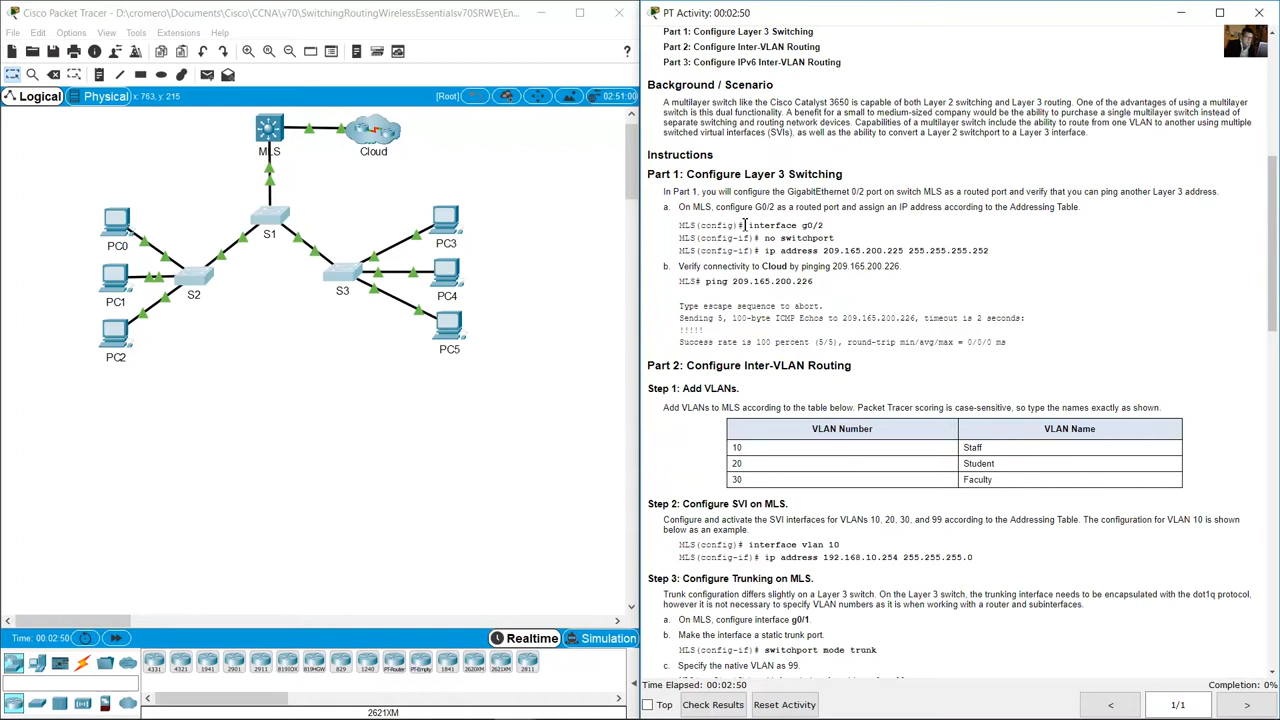 Cisco Packet Tracer - C:\Users\cromero\Documents\Cisco\CCNA\v70\SwitchingRoutingWirelessEssentialsv70SRWE\En...
File Edit Options View Tools Extensions Help
?
Logical Physical x: 763, y: 215
[Root] 02:51:00
MLS
Cloud
S1
PC0
PC3
PC1
S2
S3
PC4
PC2
PC5
Time: 00:02:50
Realtime Simulation
4331 4321 1941 2901 2911 819IOX 819HGW 829 1240 PT-Router PT-Empty 1841 2620XM 2621XM 2811
2621XM
PT Activity: 00:02:50
Part 1: Configure Layer 3 Switching
Part 2: Configure Inter-VLAN Routing
Part 3: Configure IPv6 Inter-VLAN Routing
Background / Scenario
A multilayer switch like the Cisco Catalyst 3650 is capable of both Layer 2 switching and Layer 3 routing. One of the advantages of using a multilayer
switch is this dual functionality. A benefit for a small to medium-sized company would be the ability to purchase a single multilayer switch instead of
separate switching and routing network devices. Capabilities of a multilayer switch include the ability to route from one VLAN to another using multiple
switched virtual interfaces (SVIs), as well as the ability to convert a Layer 2 switchport to a Layer 3 interface.
Instructions
Part 1: Configure Layer 3 Switching
In Part 1, you will configure the GigabitEthernet 0/2 port on switch MLS as a routed port and verify that you can ping another Layer 3 address.
a. On MLS, configure G0/2 as a routed port and assign an IP address according to the Addressing Table.
MLS(config)# interface g0/2
MLS(config-if)# no switchport
MLS(config-if)# ip address 209.165.200.225 255.255.255.252
b. Verify connectivity to Cloud by pinging 209.165.200.226.
MLS# ping 209.165.200.226
Type escape sequence to abort.
Sending 5, 100-byte ICMP Echos to 209.165.200.226, timeout is 2 seconds:
!!!!!
Success rate is 100 percent (5/5), round-trip min/avg/max = 0/0/0 ms
Part 2: Configure Inter-VLAN Routing
Step 1: Add VLANs.
Add VLANs to MLS according to the table below. Packet Tracer scoring is case-sensitive, so type the names exactly as shown.
VLAN Number VLAN Name
10 Staff
20 Student
30 Faculty
Step 2: Configure SVI on MLS.
Configure and activate the SVI interfaces for VLANs 10, 20, 30, and 99 according to the Addressing Table. The configuration for VLAN 10 is shown
below as an example.
MLS(config)# interface vlan 10
MLS(config-if)# ip address 192.168.10.254 255.255.255.0
Step 3: Configure Trunking on MLS.
Trunk configuration differs slightly on a Layer 3 switch. On the Layer 3 switch, the trunking interface needs to be encapsulated with the dot1q protocol,
however it is not necessary to specify VLAN numbers as it is when working with a router and subinterfaces.
a. On MLS, configure interface g0/1.
b. Make the interface a static trunk port.
MLS(config-if)# switchport mode trunk
c. Specify the native VLAN as 99.
Time Elapsed: 00:02:50 Completion: 0%
Top Check Results Reset Activity < 1/1 >